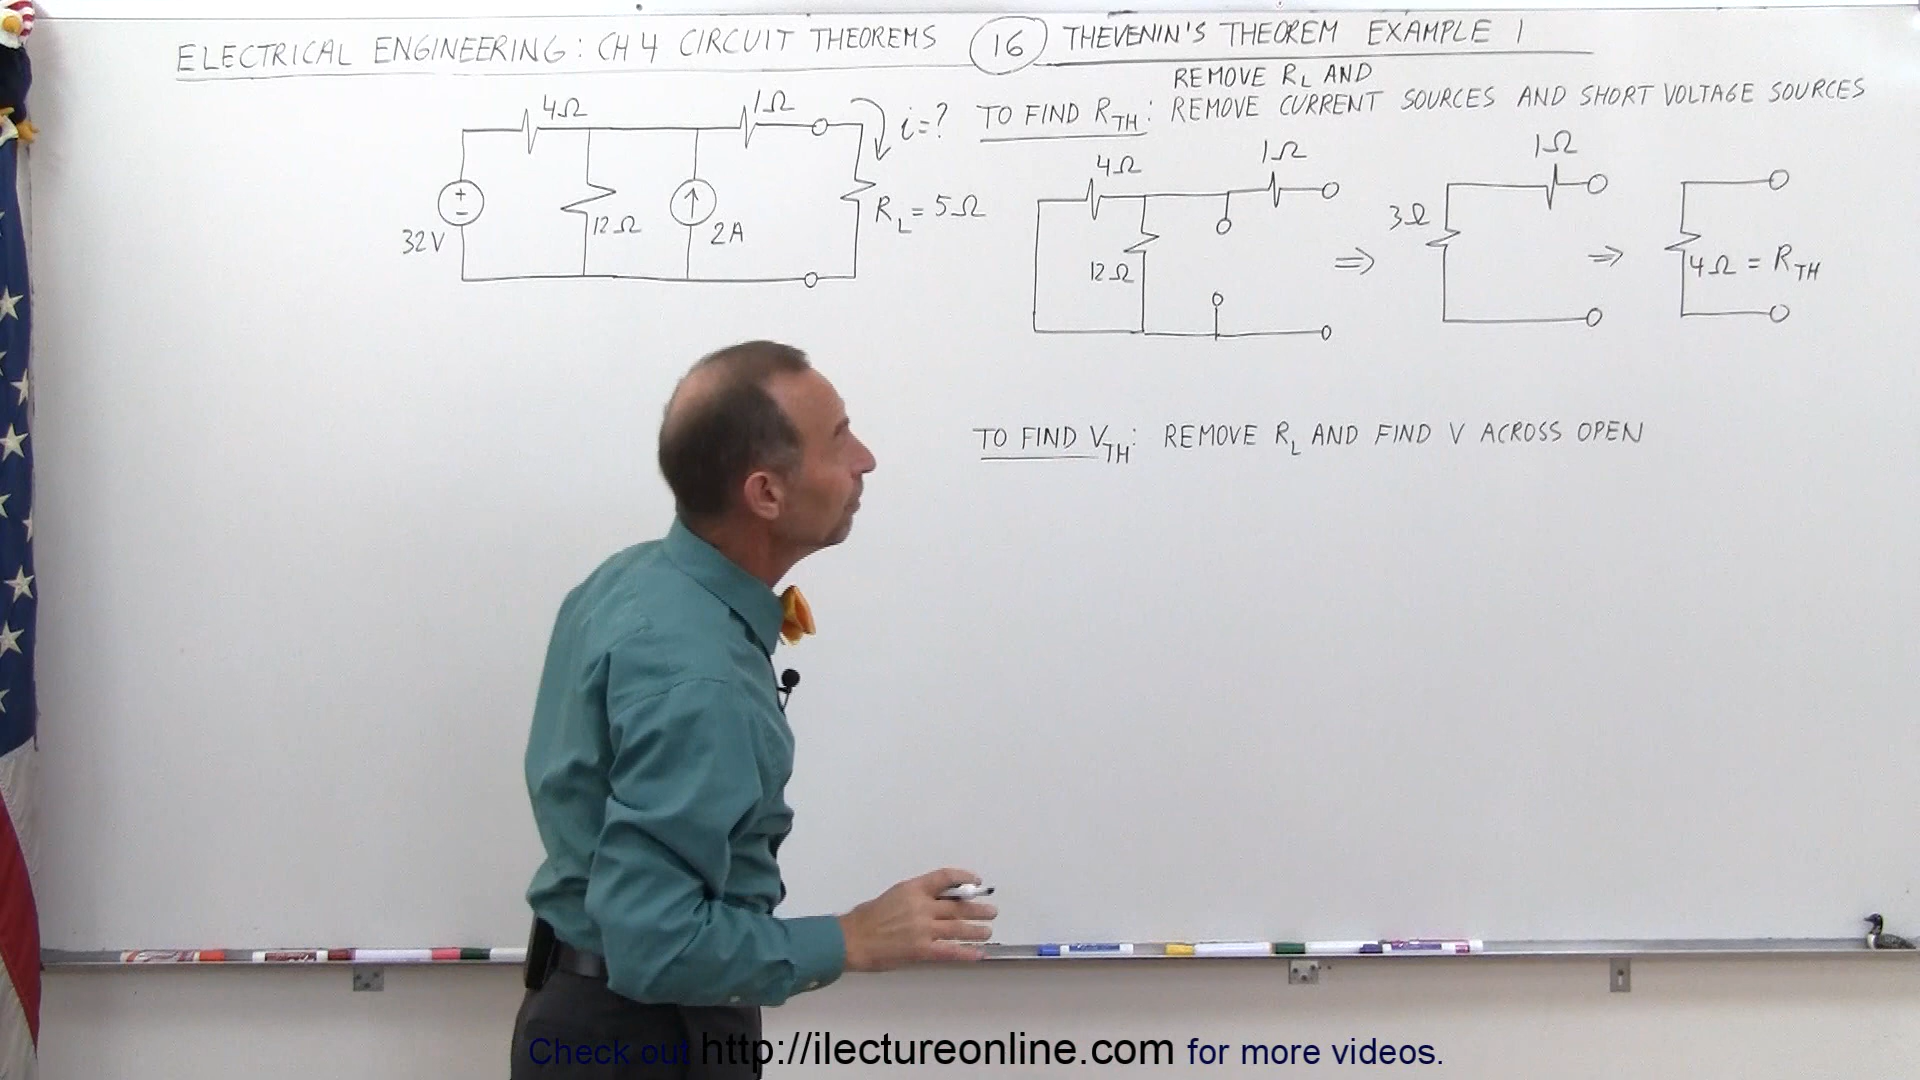 ELECTRICAL ENGINEERING: CH 4 CIRCUIT THEOREMS 16 THEVENIN'S THEOREM EXAMPLE 1
4Ω
1Ω
i=?
32V
+
−
12Ω
2A
R_L = 5Ω
REMOVE R_L AND
TO FIND R_TH: REMOVE CURRENT SOURCES AND SHORT VOLTAGE SOURCES
4Ω
1Ω
12Ω
⇒
1Ω
3Ω
⇒
4Ω = R_TH
TO FIND V_TH: REMOVE R_L AND FIND V ACROSS OPEN
Check out http://ilectureonline.com for more videos.